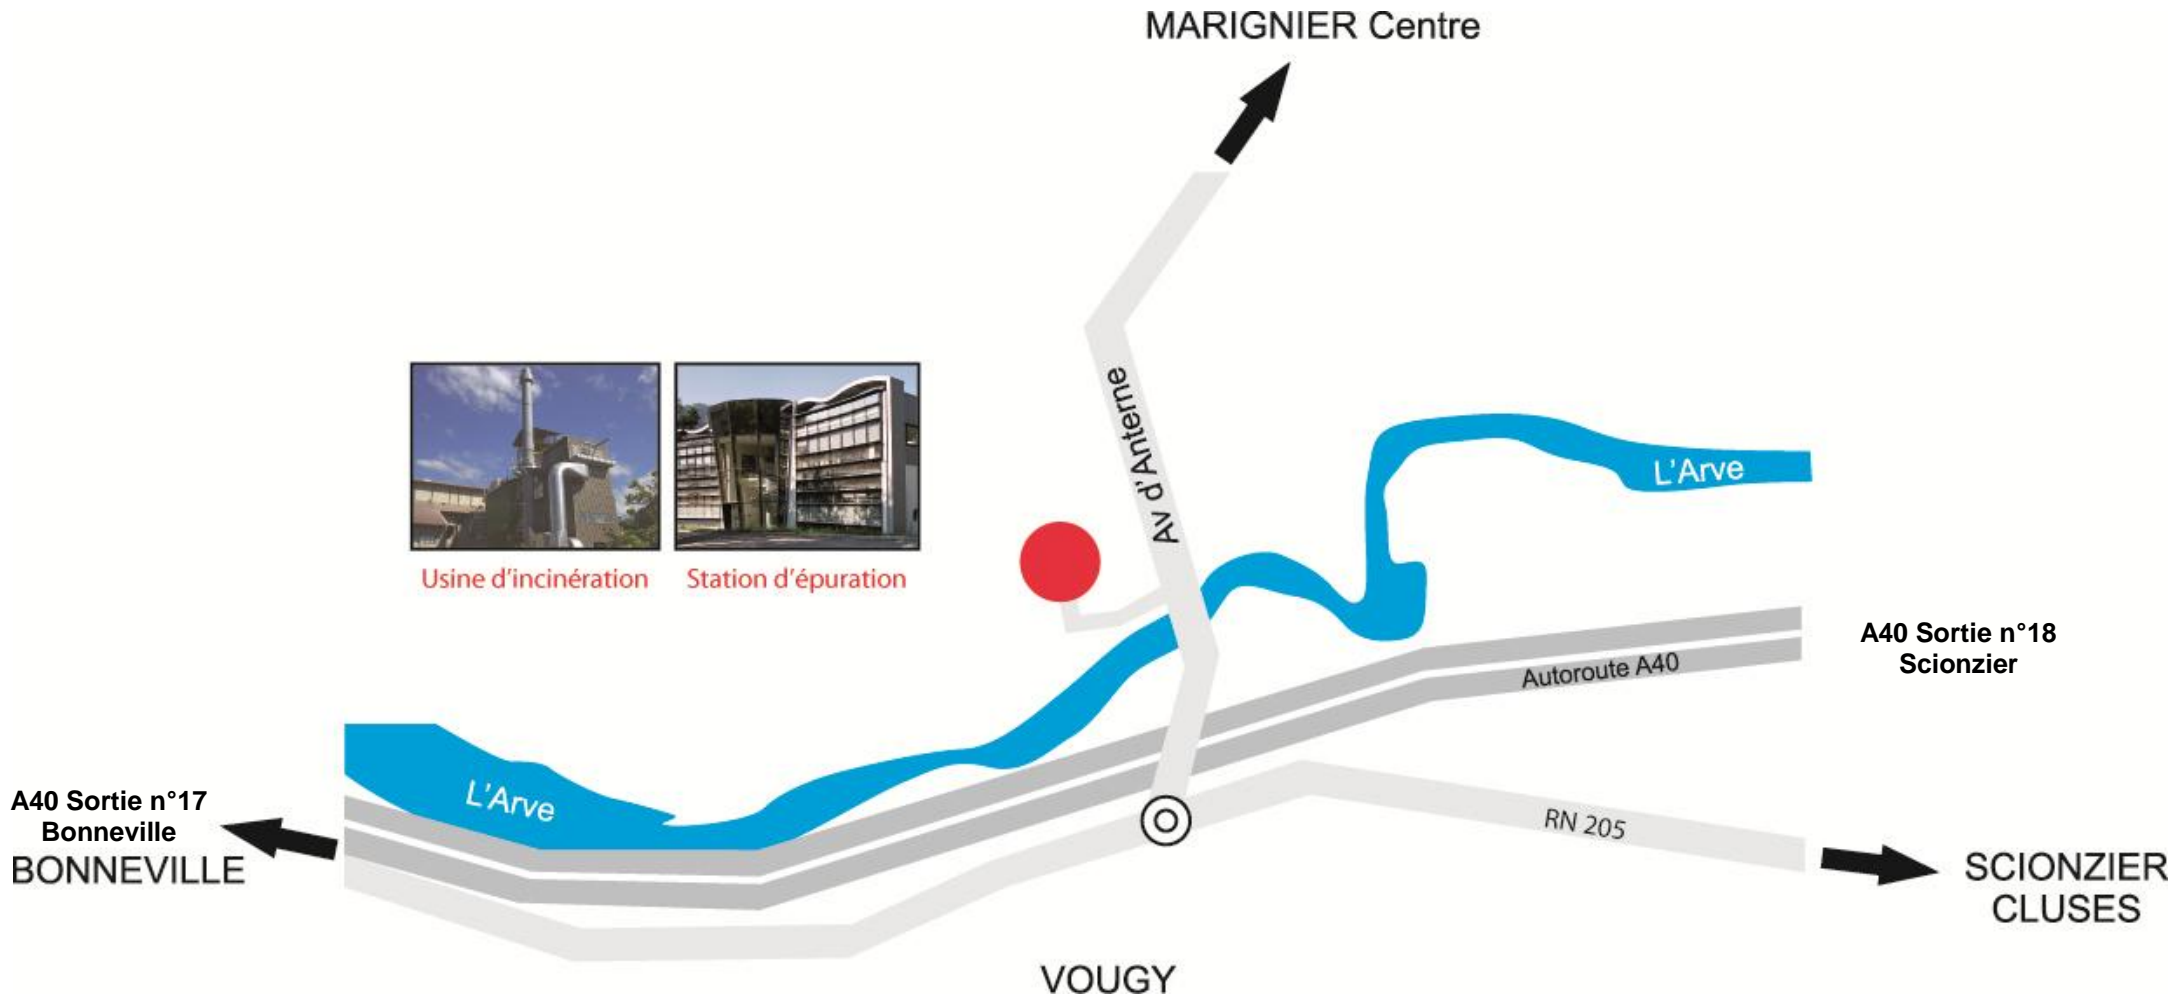 MARIGNIER Centre
Av d'Anterne
L'Arve
Usine d'incinération
Station d'épuration
A40 Sortie n°18
Scionzier
Autoroute A40
A40 Sortie n°17
Bonneville
BONNEVILLE
L'Arve
RN 205
SCIONZIER
CLUSES
VOUGY